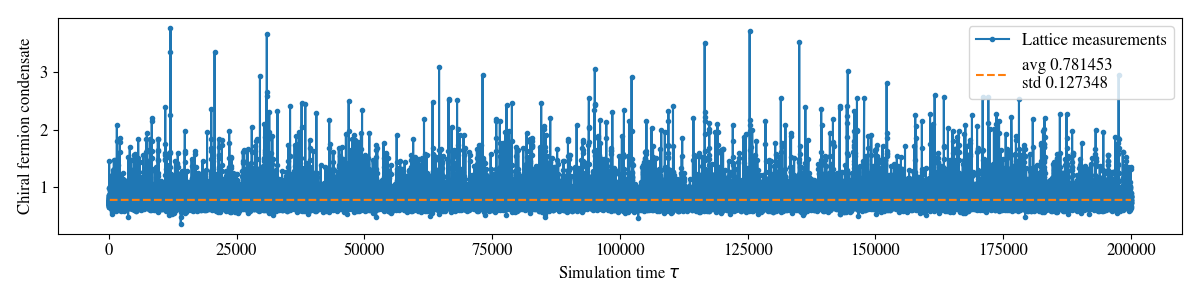 Chiral fermion condensate
3
2
1
Lattice measurements
avg 0.781453
std 0.127348
0 25000 50000 75000 100000 125000 150000 175000 200000
Simulation time τ